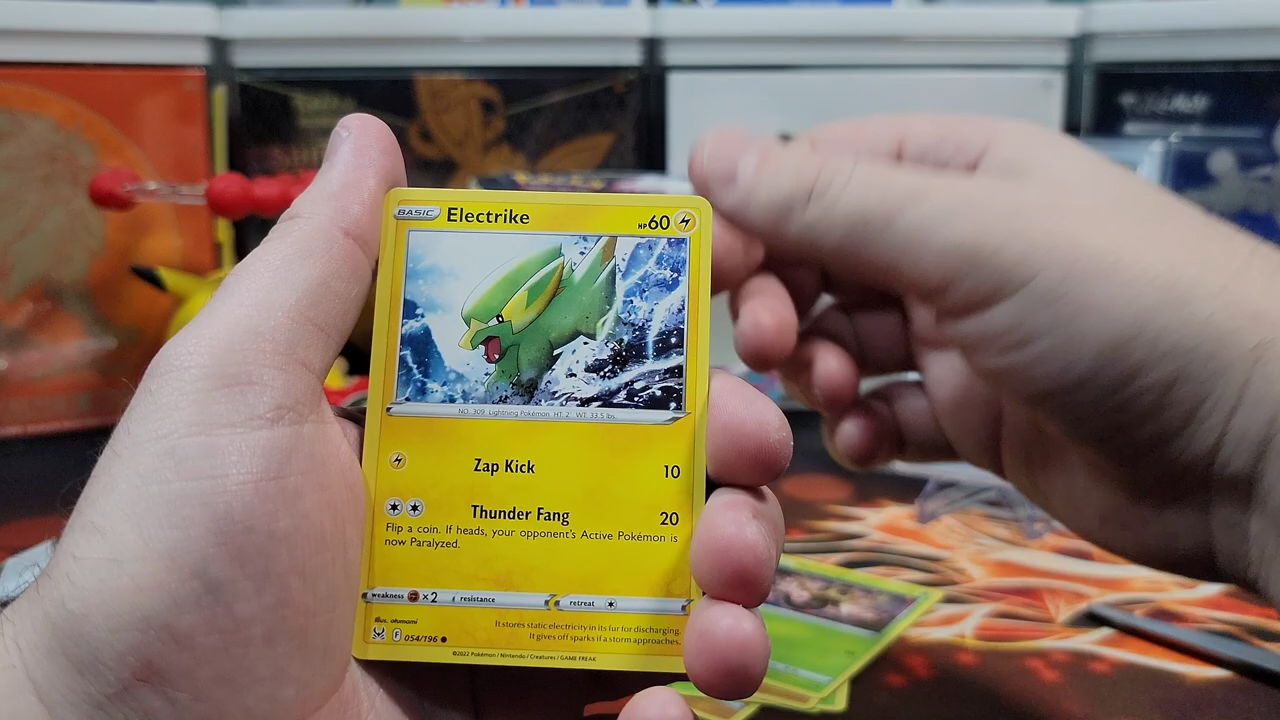 BASIC Electrike HP60
NO. 309 Lightning Pokémon HT. 2' WT. 33.5 lbs.
Zap Kick 10
Thunder Fang 20
Flip a coin. If heads, your opponent's Active Pokémon is
now Paralyzed.
weakness ×2 resistance retreat
illus. otumami
It stores static electricity in its fur for discharging.
It gives off sparks if a storm approaches.
F 054/196
©2022 Pokémon / Nintendo / Creatures / GAME FREAK